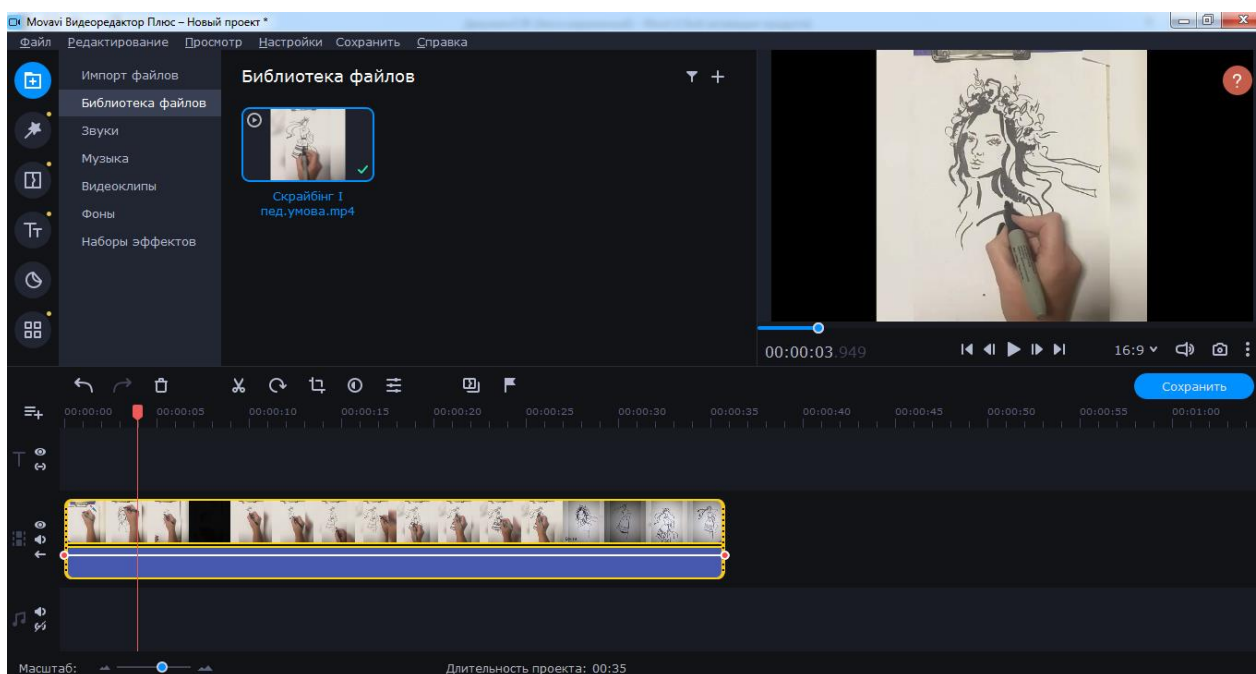 Movavi Видеоредактор Плюс – Новый проект *
Файл Редактирование Просмотр Настройки Сохранить Справка
Импорт файлов
Библиотека файлов
Звуки
Музыка
Видеоклипы
Фоны
Наборы эффектов
Библиотека файлов
Скрайбінг І
пед.умова.mp4
?
00:00:03.949
16:9
Сохранить
00:00:00 00:00:05 00:00:10 00:00:15 00:00:20 00:00:25 00:00:30 00:00:35 00:00:40 00:00:45 00:00:50 00:00:55 00:01:00
Масштаб:
Длительность проекта: 00:35